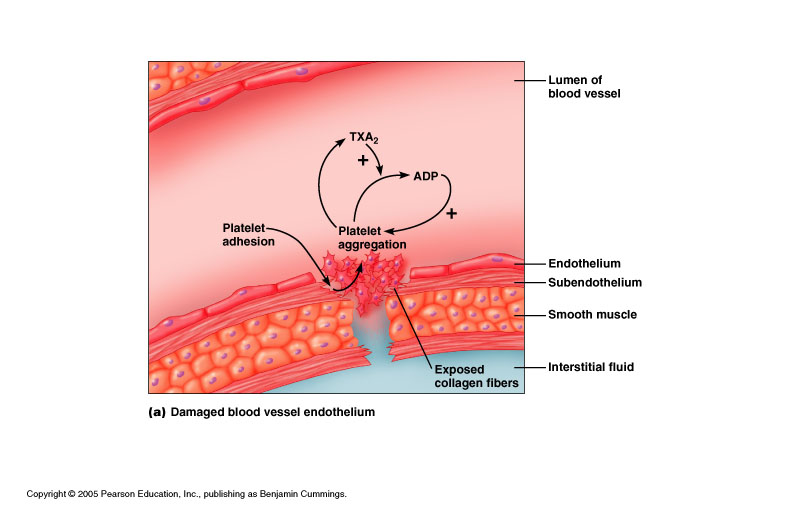 Lumen of
blood vessel
TXA₂
+
ADP
+
Platelet
adhesion
Platelet
aggregation
Endothelium
Subendothelium
Smooth muscle
Interstitial fluid
Exposed
collagen fibers
(a) Damaged blood vessel endothelium
Copyright © 2005 Pearson Education, Inc., publishing as Benjamin Cummings.